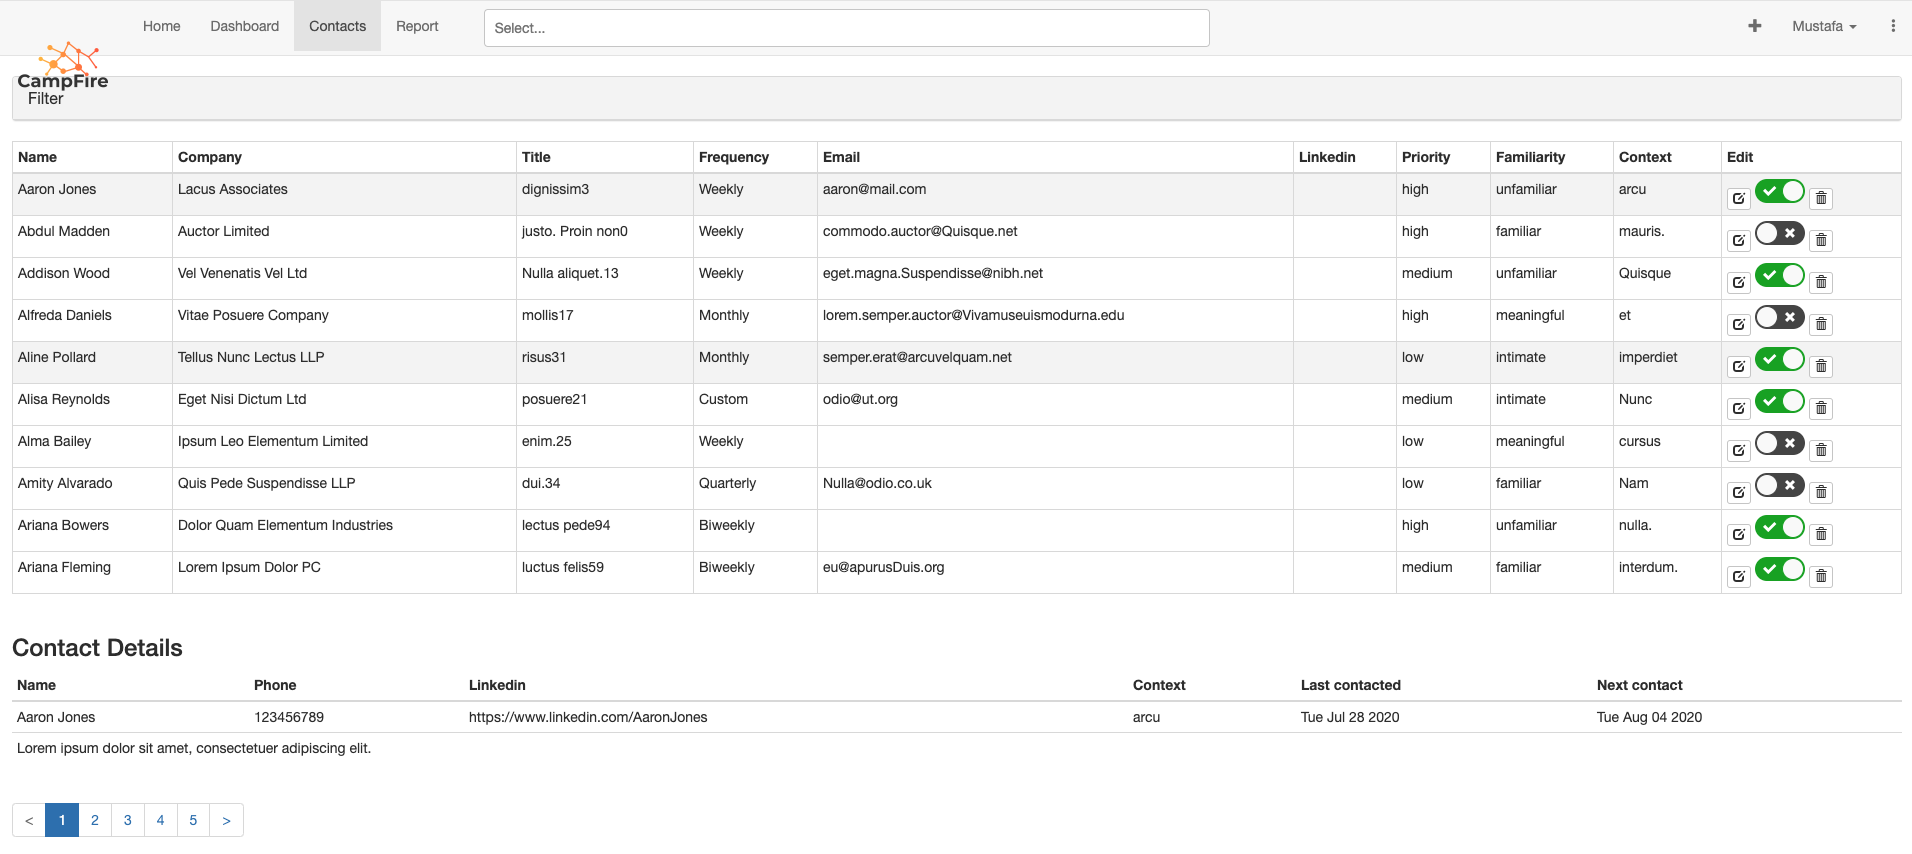 Home Dashboard Contacts Report Select... Mustafa
CampFire
Filter
Name Company Title Frequency Email Linkedin Priority Familiarity Context Edit
Aaron Jones Lacus Associates dignissim3 Weekly aaron@mail.com high unfamiliar arcu
Abdul Madden Auctor Limited justo. Proin non0 Weekly commodo.auctor@Quisque.net high familiar mauris.
Addison Wood Vel Venenatis Vel Ltd Nulla aliquet.13 Weekly eget.magna.Suspendisse@nibh.net medium unfamiliar Quisque
Alfreda Daniels Vitae Posuere Company mollis17 Monthly lorem.semper.auctor@Vivamuseuismodurna.edu high meaningful et
Aline Pollard Tellus Nunc Lectus LLP risus31 Monthly semper.erat@arcuvelquam.net low intimate imperdiet
Alisa Reynolds Eget Nisi Dictum Ltd posuere21 Custom odio@ut.org medium intimate Nunc
Alma Bailey Ipsum Leo Elementum Limited enim.25 Weekly low meaningful cursus
Amity Alvarado Quis Pede Suspendisse LLP dui.34 Quarterly Nulla@odio.co.uk low familiar Nam
Ariana Bowers Dolor Quam Elementum Industries lectus pede94 Biweekly high unfamiliar nulla.
Ariana Fleming Lorem Ipsum Dolor PC luctus felis59 Biweekly eu@apurusDuis.org medium familiar interdum.
Contact Details
Name Phone Linkedin Context Last contacted Next contact
Aaron Jones 123456789 https://www.linkedin.com/AaronJones arcu Tue Jul 28 2020 Tue Aug 04 2020
Lorem ipsum dolor sit amet, consectetuer adipiscing elit.
< 1 2 3 4 5 >